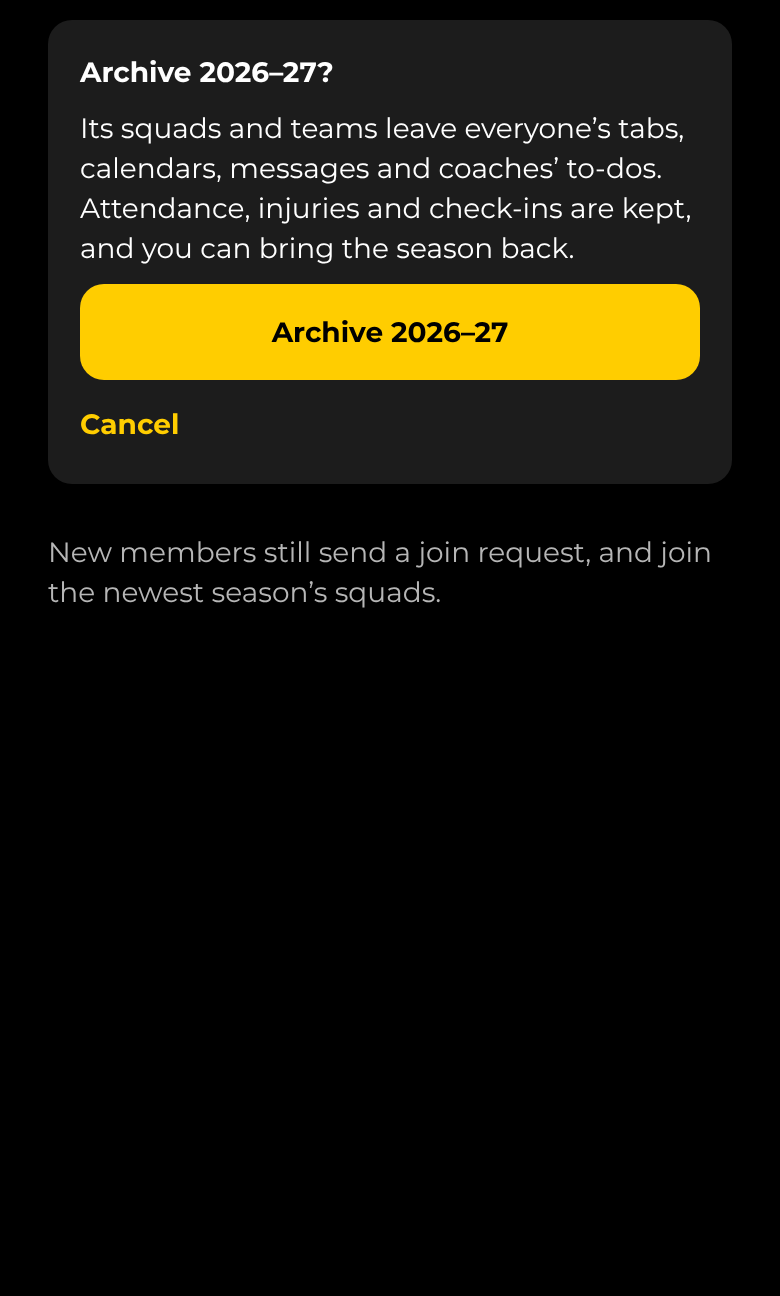 Archive 2026–27?
Its squads and teams leave everyone’s tabs,
calendars, messages and coaches’ to-dos.
Attendance, injuries and check-ins are kept,
and you can bring the season back.
Archive 2026–27
Cancel
New members still send a join request, and join
the newest season’s squads.